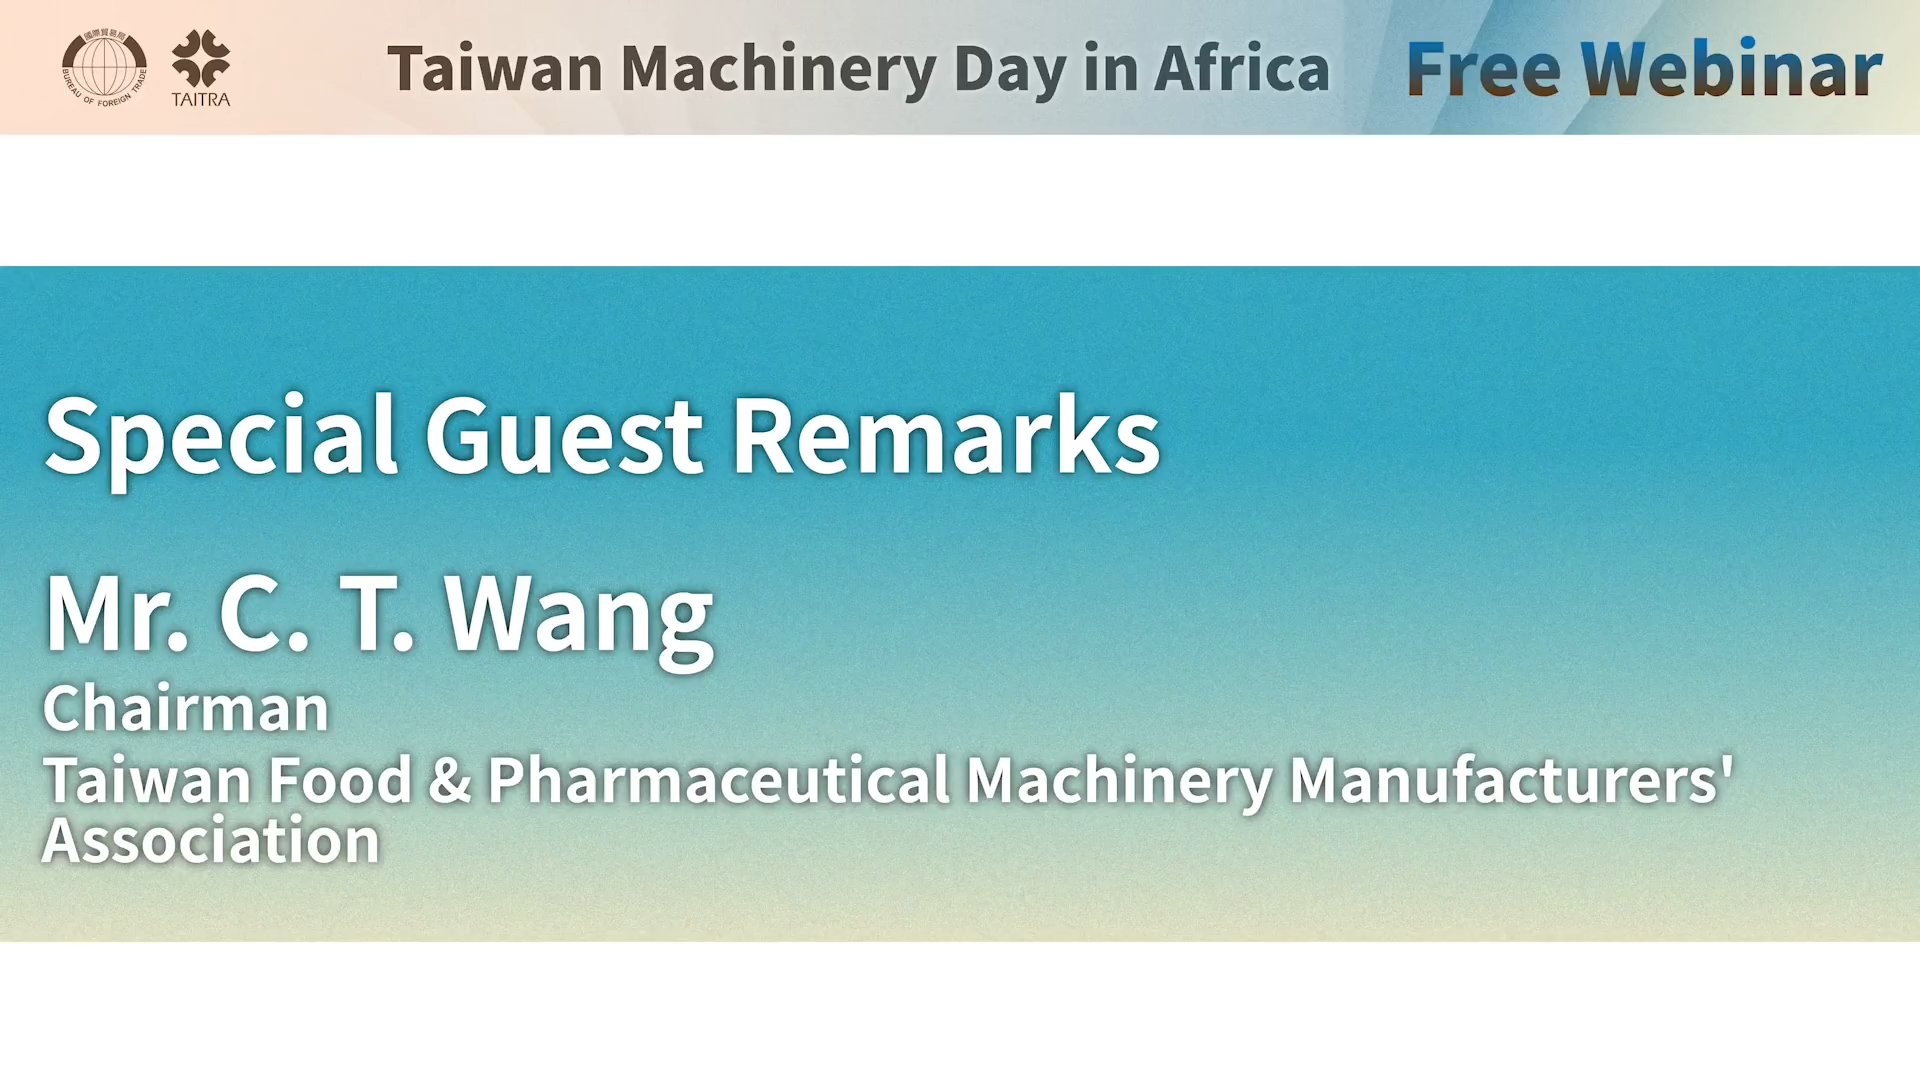 國際貿易局
BUREAU OF FOREIGN TRADE
TAITRA
Taiwan Machinery Day in Africa
Free Webinar
Special Guest Remarks
Mr. C. T. Wang
Chairman
Taiwan Food & Pharmaceutical Machinery Manufacturers'
Association